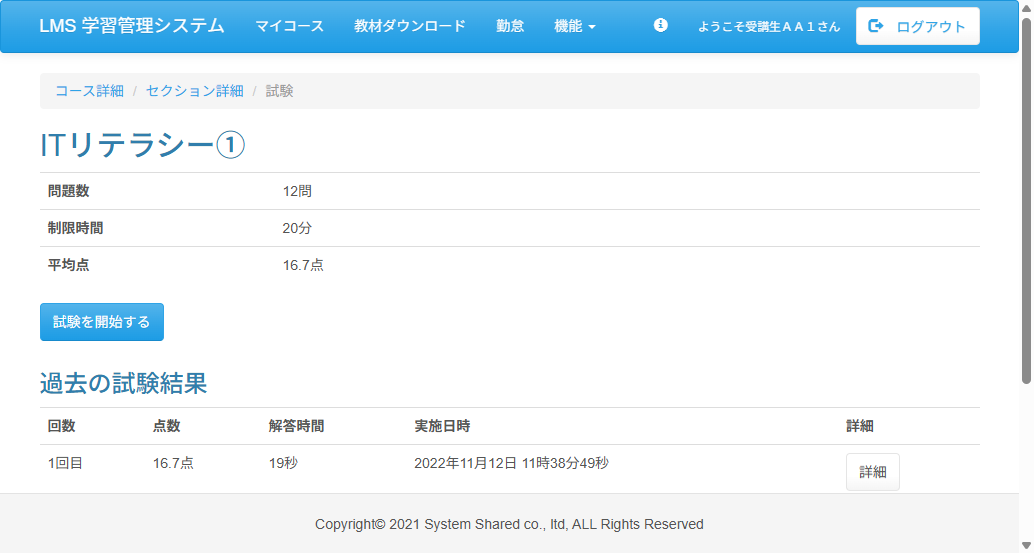 LMS 学習管理システム マイコース 教材ダウンロード 勤怠 機能 ようこそ受講生ＡＡ１さん ログアウト
コース詳細 / セクション詳細 / 試験
ITリテラシー①
問題数 12問
制限時間 20分
平均点 16.7点
試験を開始する
過去の試験結果
回数 点数 解答時間 実施日時 詳細
1回目 16.7点 19秒 2022年11月12日 11時38分49秒 詳細
Copyright© 2021 System Shared co., ltd, ALL Rights Reserved